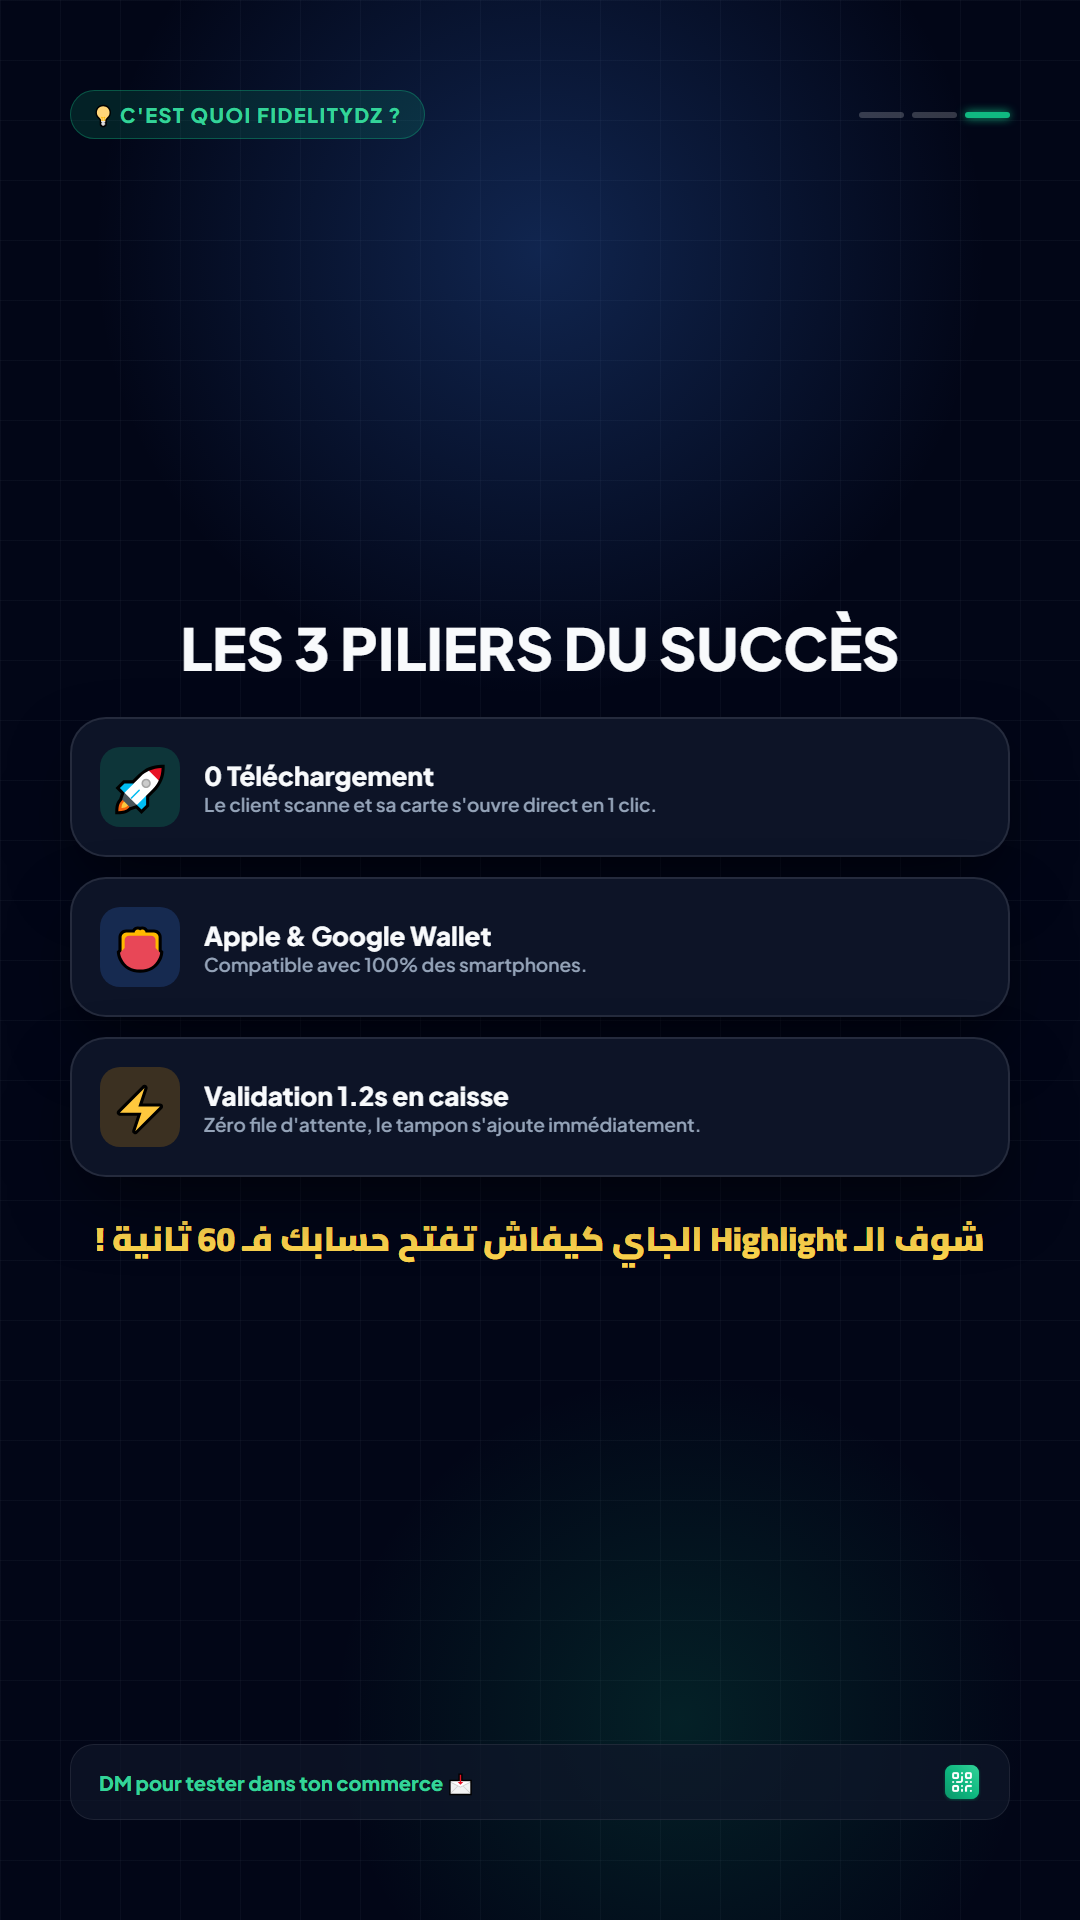 💡 C'EST QUOI FIDELITYDZ ?
LES 3 PILIERS DU SUCCÈS
0 Téléchargement
Le client scanne et sa carte s'ouvre direct en 1 clic.
Apple & Google Wallet
Compatible avec 100% des smartphones.
Validation 1.2s en caisse
Zéro file d'attente, le tampon s'ajoute immédiatement.
شوف الـ Highlight الجاي كيفاش تفتح حسابك فـ 60 ثانية !
DM pour tester dans ton commerce 📩